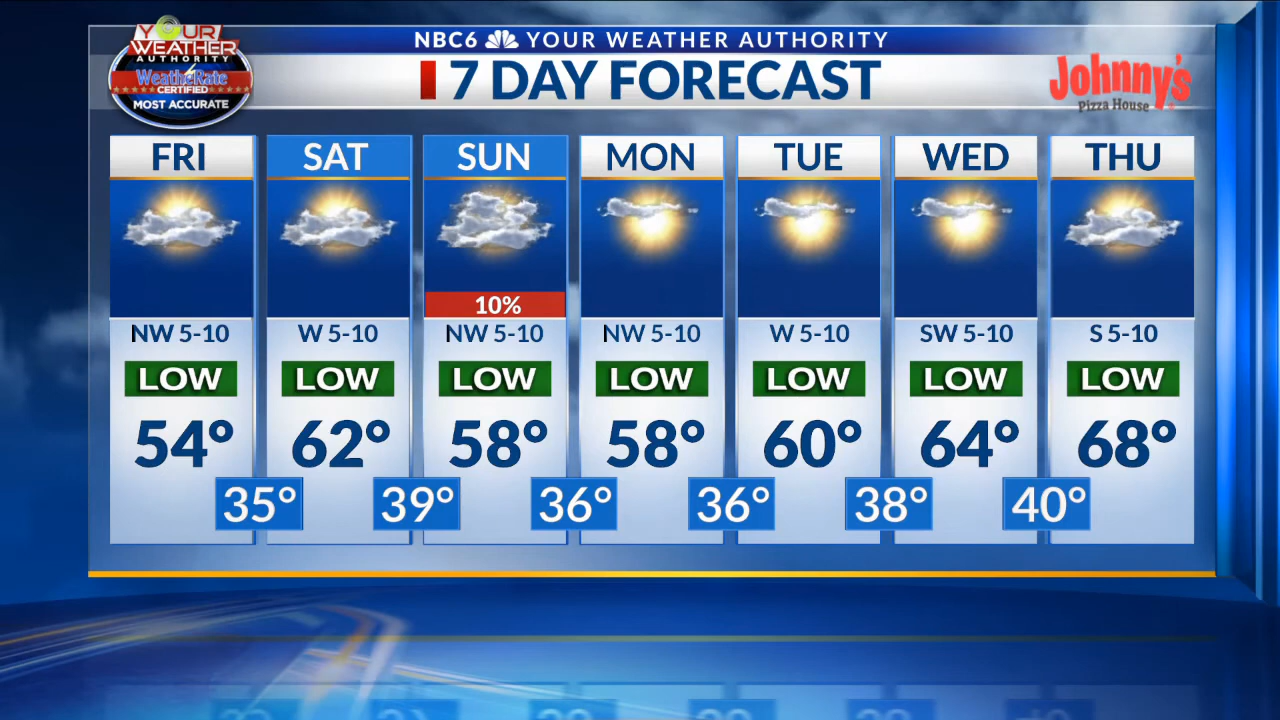 YOUR
WEATHER
AUTHORITY
WeatheRate
CERTIFIED
MOST ACCURATE
NBC6 YOUR WEATHER AUTHORITY
7 DAY FORECAST
Johnny's
Pizza House
FRI SAT SUN MON TUE WED THU
10%
NW 5-10 W 5-10 NW 5-10 NW 5-10 W 5-10 SW 5-10 S 5-10
LOW LOW LOW LOW LOW LOW LOW
54° 62° 58° 58° 60° 64° 68°
35° 39° 36° 36° 38° 40°